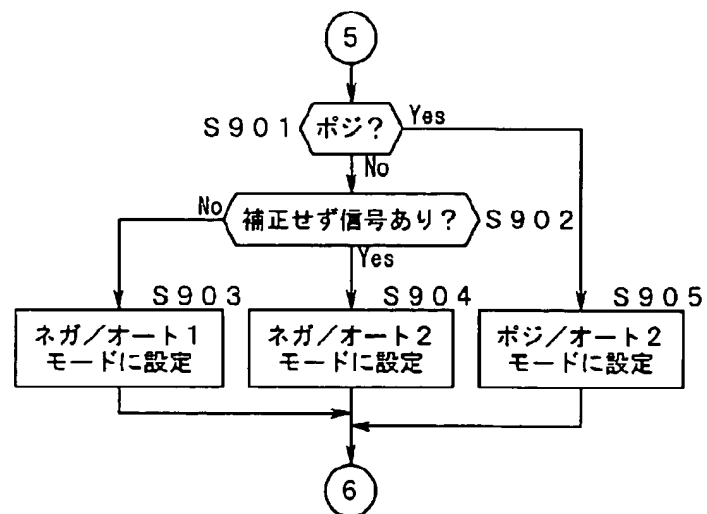 5
S901
ポジ?
Yes
No
No
補正せず信号あり?
S902
Yes
S903
S904
S905
ネガ/オート1
モードに設定
ネガ/オート2
モードに設定
ポジ/オート2
モードに設定
6